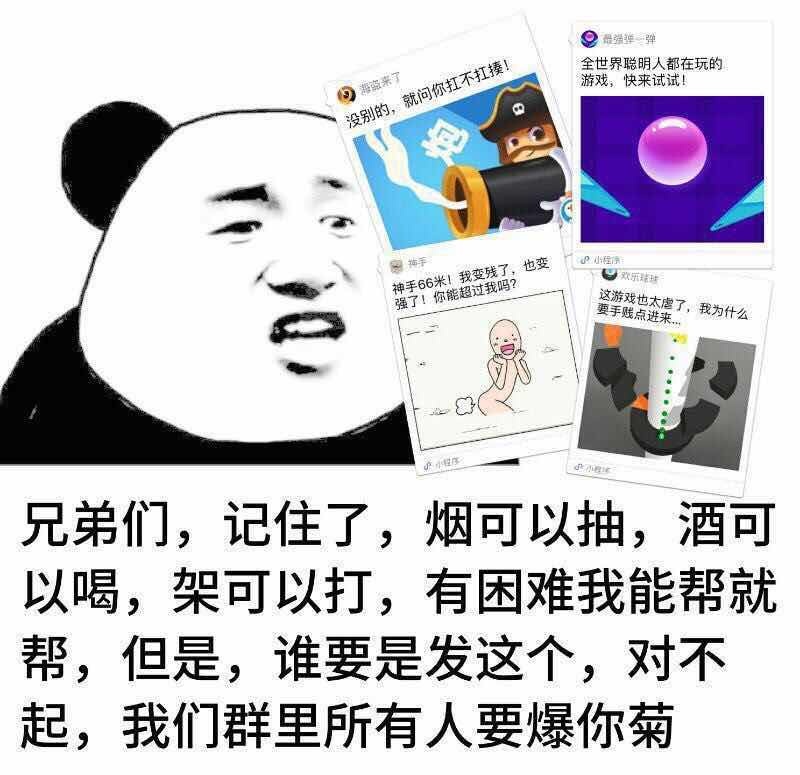 海盗来了
没别的，就问你扛不扛揍！
炮
最强弹一弹
全世界聪明人都在玩的
游戏，快来试试！
小程序
神手
神手66米！我变残了，也变
强了！你能超过我吗？
小程序
欢乐球球
这游戏也太虐了，我为什么
要手贱点进来...
小程序
兄弟们，记住了，烟可以抽，酒可
以喝，架可以打，有困难我能帮就
帮，但是，谁要是发这个，对不
起，我们群里所有人要爆你菊